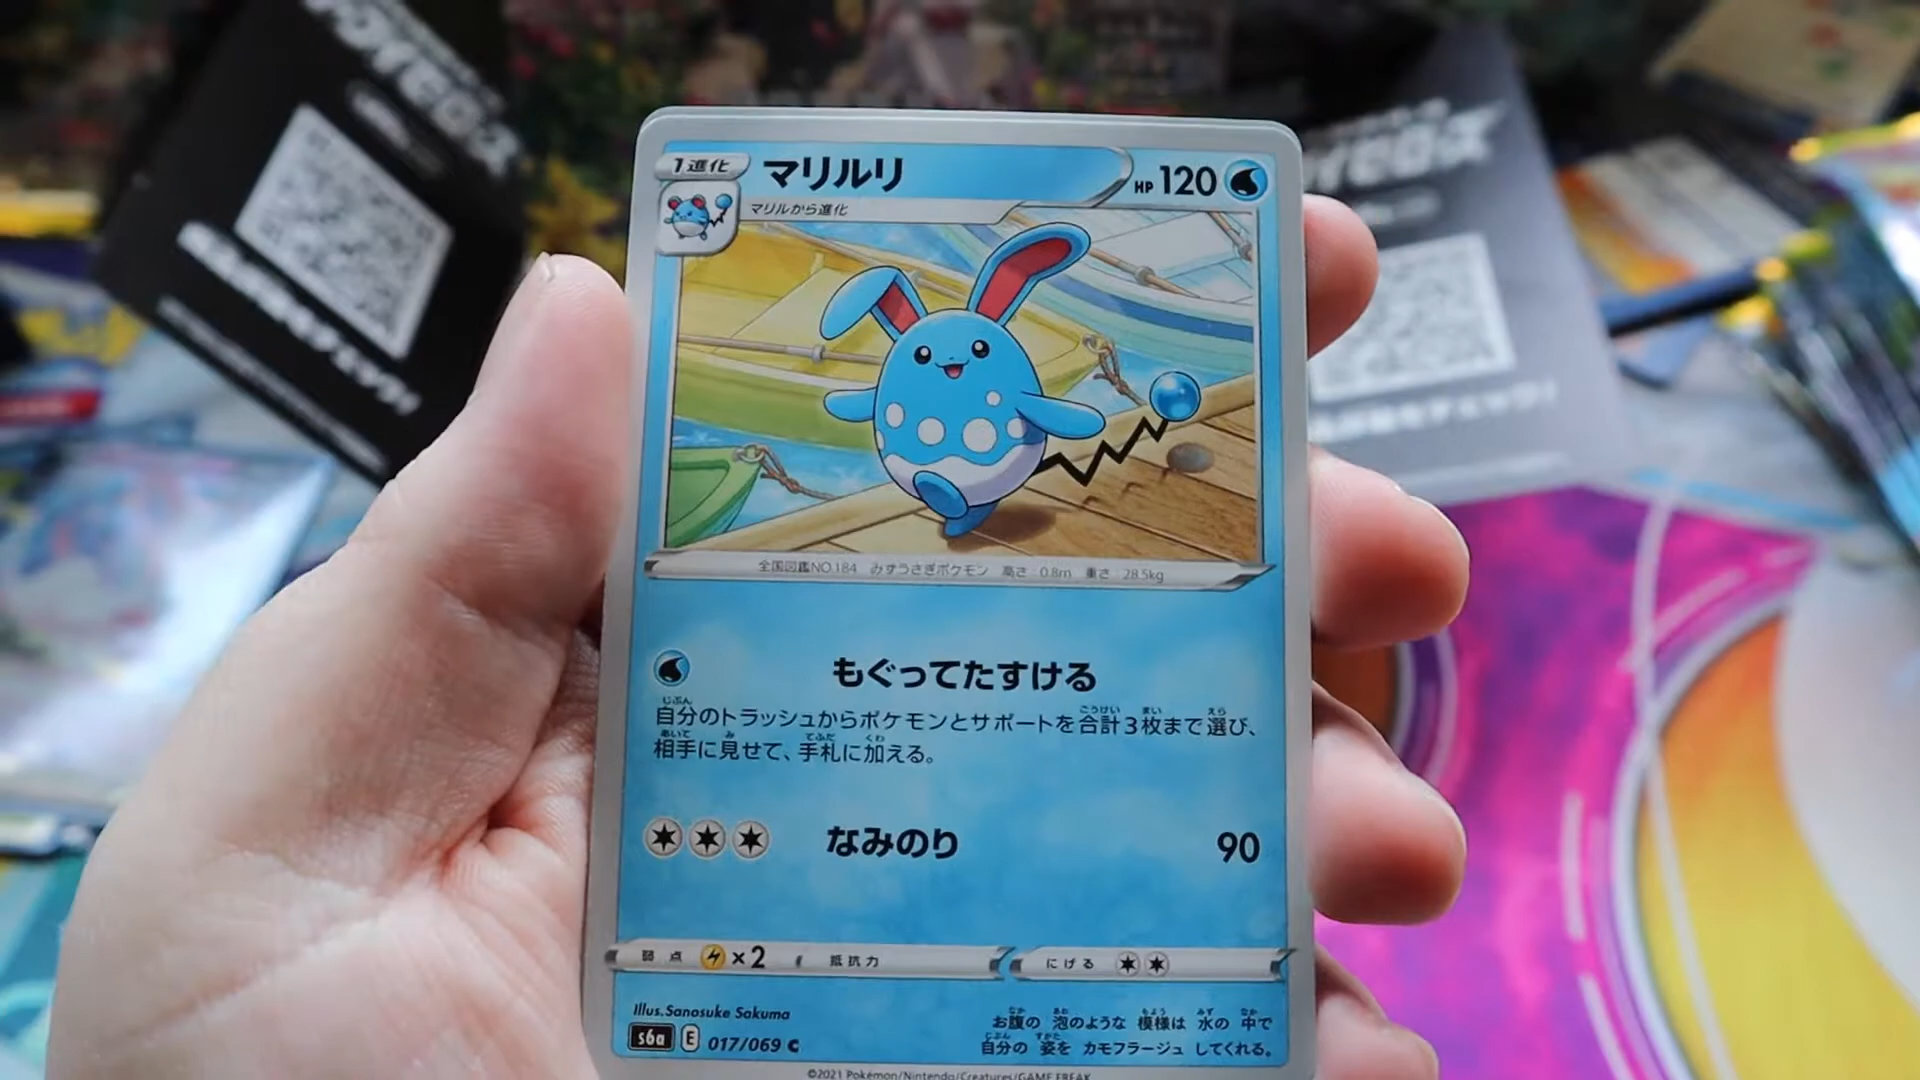 1進化
マリルリ
HP 120
マリルから進化
全国図鑑NO.184 みずうさぎポケモン 高さ:0.8m 重さ:28.5kg
もぐってたすける
自分のトラッシュからポケモンとサポートを合計3枚まで選び、
相手に見せて、手札に加える。
なみのり 90
弱点 ×2 抵抗力 にげる
Illus.Sanosuke Sakuma
s6a E 017/069 C
お腹の 泡のような 模様は 水の 中で
自分の 姿を カモフラージュ してくれる。
©2021 Pokémon/Nintendo/Creatures/GAME FREAK